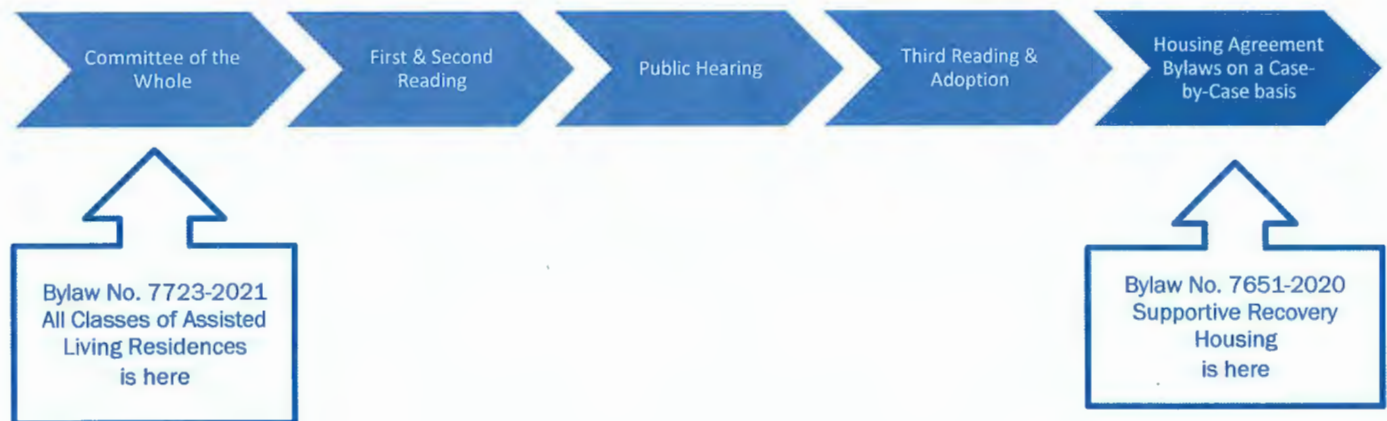 Committee of the
Whole
First & Second
Reading
Public Hearing
Third Reading &
Adoption
Housing Agreement
Bylaws on a Case-
by-Case basis
Bylaw No. 7723-2021
All Classes of Assisted
Living Residences
is here
Bylaw No. 7651-2020
Supportive Recovery
Housing
is here